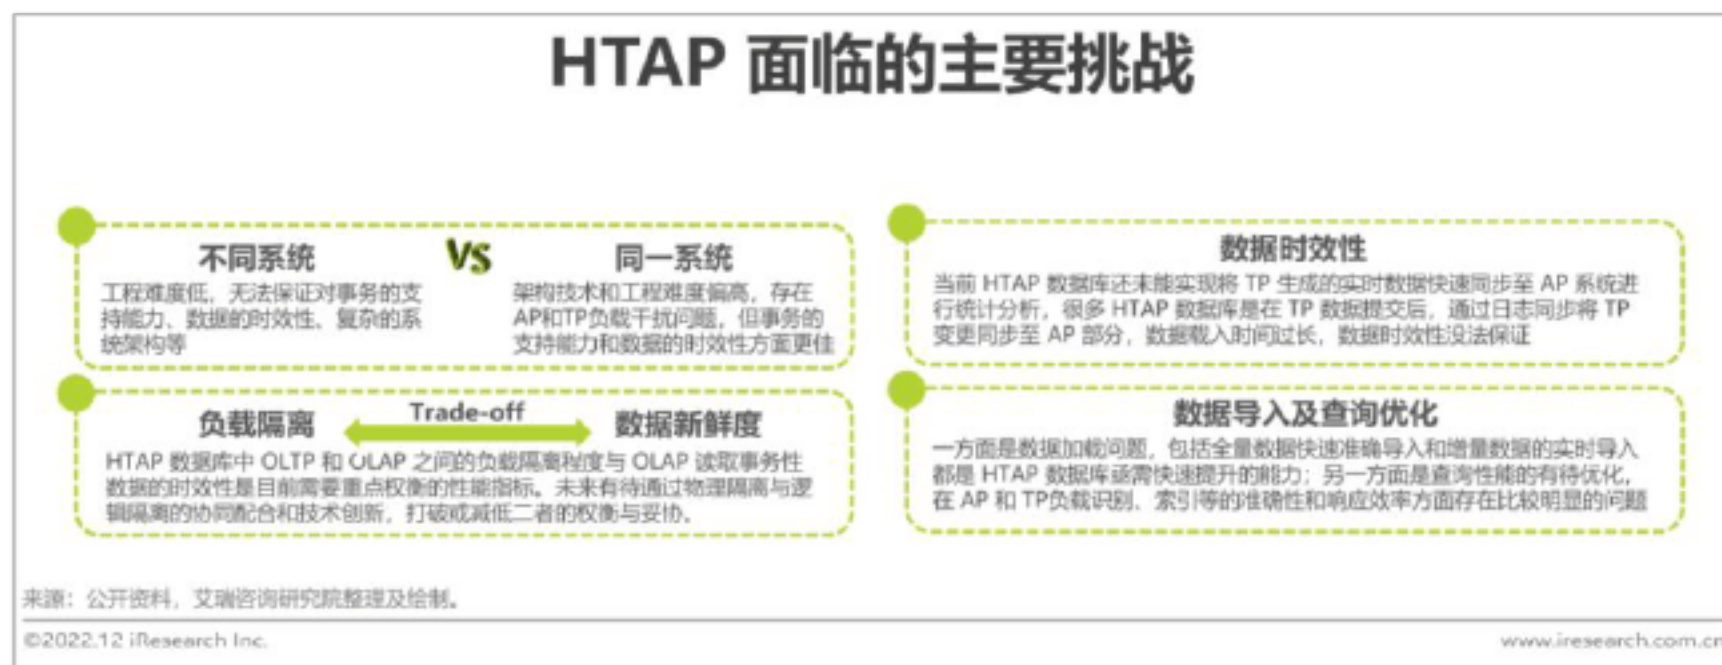 HTAP 面临的主要挑战
不同系统
VS
同一系统
工程难度低，无法保证对事务的支
持能力、数据的时效性、复杂的系
统架构等
架构技术和工程难度偏高，存在
AP和TP负载干扰问题，但事务的
支持能力和数据的时效性方面更佳
数据时效性
当前 HTAP 数据库还未能实现将 TP 生成的实时数据快速同步至 AP 系统进
行统计分析，很多 HTAP 数据库是在 TP 数据提交后，通过日志同步将 TP
变更同步至 AP 部分，数据载入时间过长，数据时效性没法保证
负载隔离
Trade-off
数据新鲜度
HTAP 数据库中 OLTP 和 OLAP 之间的负载隔离程度与 OLAP 读取事务性
数据的时效性是目前需要重点权衡的性能指标。未来有待通过物理隔离与逻
辑隔离的协同配合和技术创新，打破或减低二者的权衡与妥协。
数据导入及查询优化
一方面是数据加载问题，包括全量数据快速准确导入和增量数据的实时导入
都是 HTAP 数据库亟需快速提升的能力；另一方面是查询性能的有待优化，
在 AP 和 TP负载识别、索引等的准确性和响应效率方面存在比较明显的问题
来源：公开资料，艾瑞咨询研究院整理及绘制。
©2022.12 iResearch Inc.
www.iresearch.com.cn